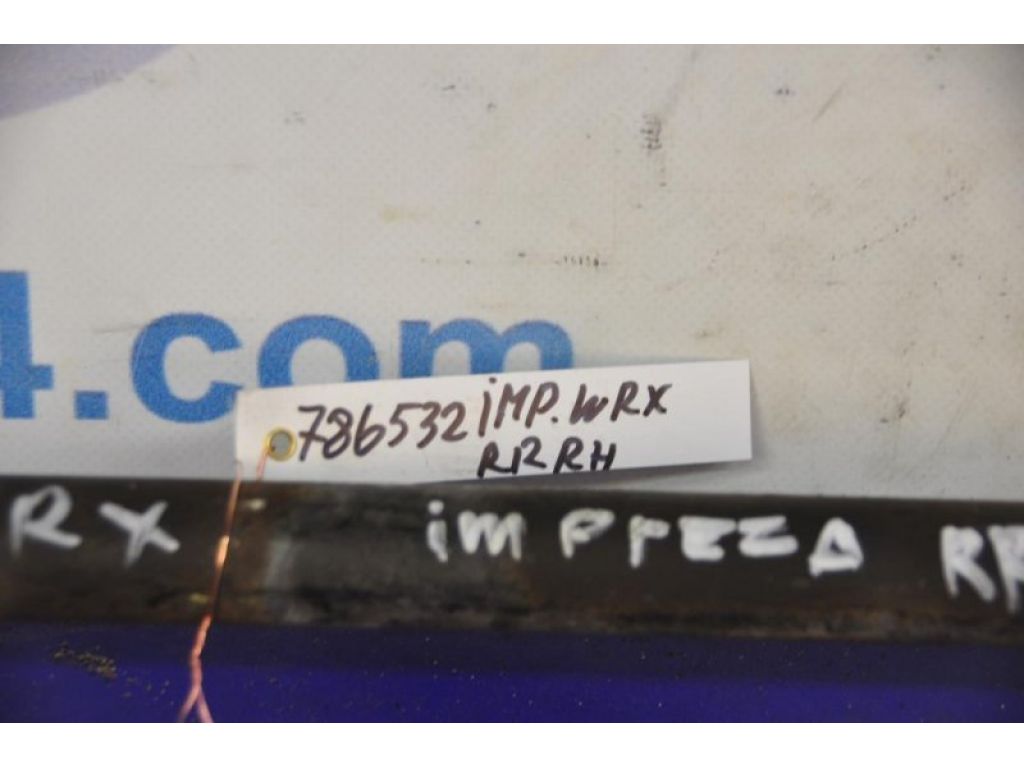 4.com
786532 iMP. WRX
RR RH
RX iMPREZA RR